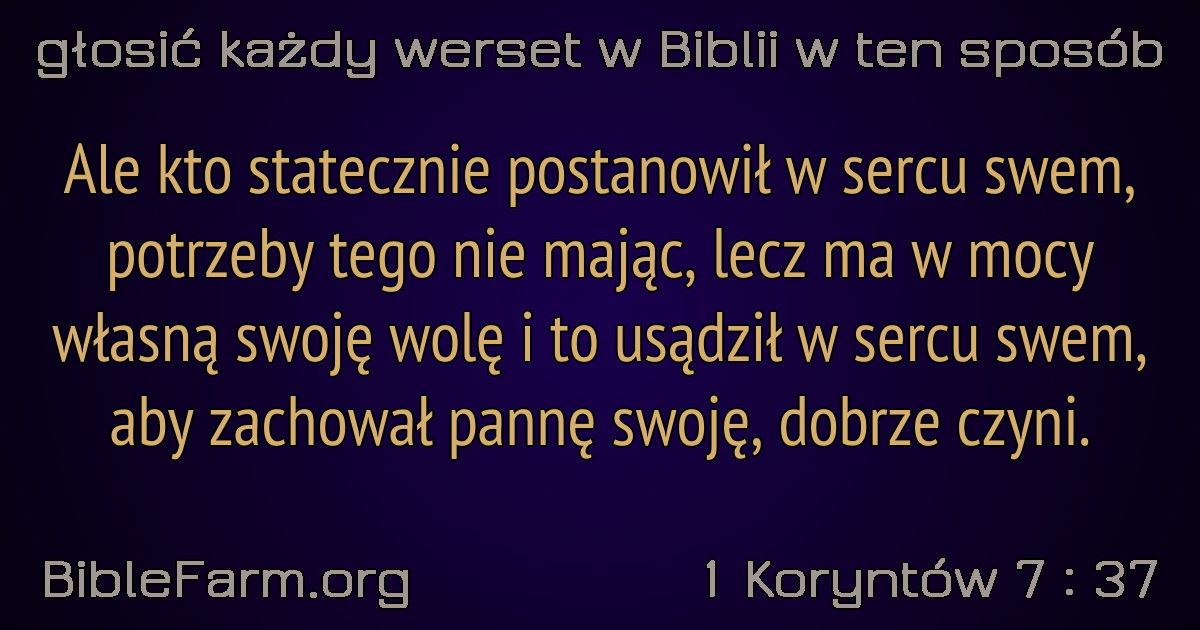 głosić każdy werset w Biblii w ten sposób
Ale kto statecznie postanowił w sercu swem,
potrzeby tego nie mając, lecz ma w mocy
własną swoję wolę i to usądził w sercu swem,
aby zachował pannę swoję, dobrze czyni.
BibleFarm.org
1 Koryntów 7 : 37